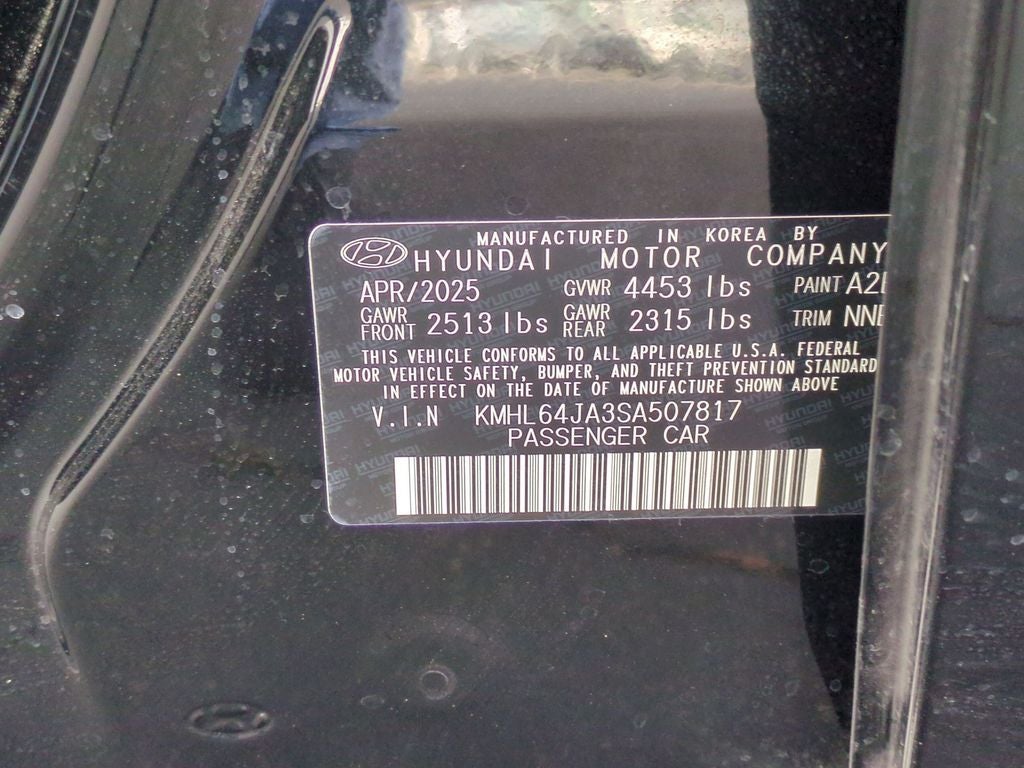 MANUFACTURED IN KOREA BY
HYUNDAI MOTOR COMPANY
APR/2025 GVWR 4453 lbs PAINT
GAWR FRONT 2513 lbs GAWR REAR 2315 lbs TRIM
THIS VEHICLE CONFORMS TO ALL APPLICABLE U.S.A. FEDERAL
MOTOR VEHICLE SAFETY, BUMPER, AND THEFT PREVENTION STANDARD
IN EFFECT ON THE DATE OF MANUFACTURE SHOWN ABOVE
V.I.N KMHL64JA3SA507817
PASSENGER CAR